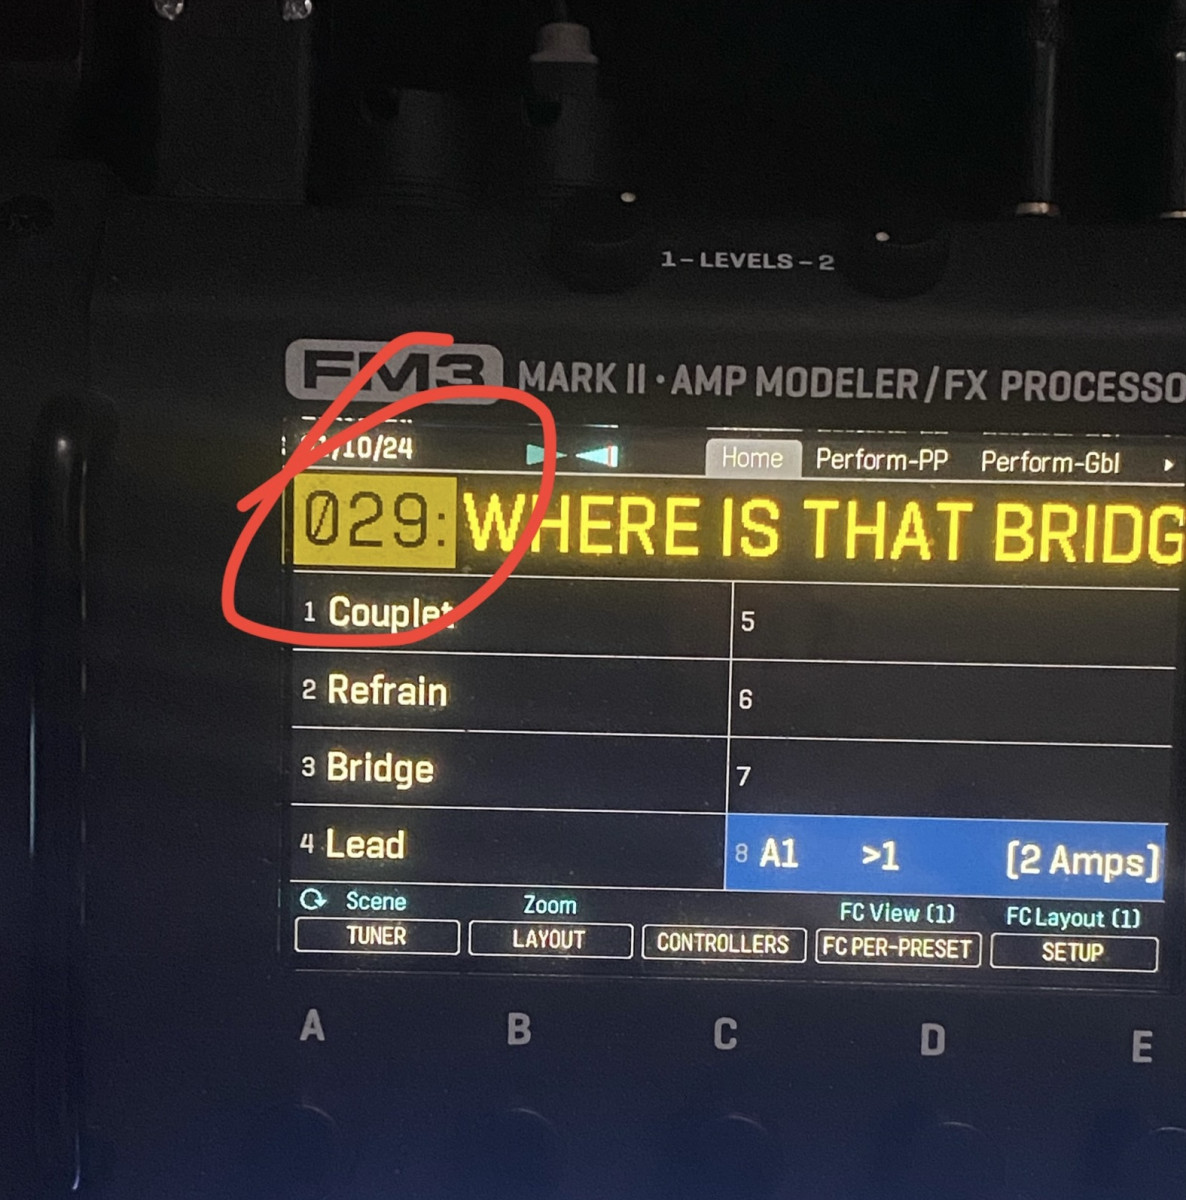 1-LEVELS-2
FM3 MARK II · AMP MODELER/FX PROCESSO
/10/24 Home Perform-PP Perform-Gbl
029: WHERE IS THAT BRIDG
1 Couplet 5
2 Refrain 6
3 Bridge 7
4 Lead 8 A1 >1 [2 Amps]
Scene Zoom FC View (1) FC Layout (1)
TUNER LAYOUT CONTROLLERS FC PER-PRESET SETUP
A B C D E